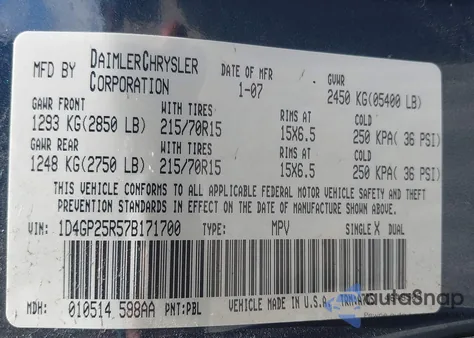 MFD BY DAIMLERCHRYSLER CORPORATION DATE OF MFR 1-07 GVWR 2450 KG(05400 LB)
GAWR FRONT WITH TIRES RIMS AT COLD
1293 KG(2850 LB) 215/70R15 15X6.5 250 KPA( 36 PSI)
GAWR REAR WITH TIRES RIMS AT COLD
1248 KG(2750 LB) 215/70R15 15X6.5 250 KPA( 36 PSI)
THIS VEHICLE CONFORMS TO ALL APPLICABLE FEDERAL MOTOR VEHICLE SAFETY AND THEFT
PREVENTION STANDARDS IN EFFECT ON THE DATE OF MANUFACTURE SHOWN ABOVE.
VIN: 1D4GP25R57B171700 TYPE: MPV SINGLE X DUAL
MDH: 010514 598AA PNT:PBL VEHICLE MADE IN U.S.A.
autoSnap
Powered by